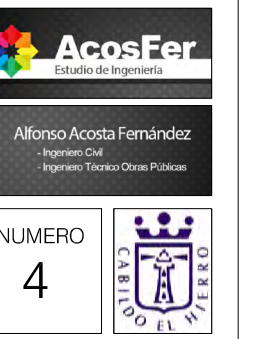 AcosFer
Estudio de Ingeniería
Alfonso Acosta Fernández
- Ingeniero Civil
- Ingeniero Técnico Obras Públicas
NUMERO
4
CABILDO EL HIERRO